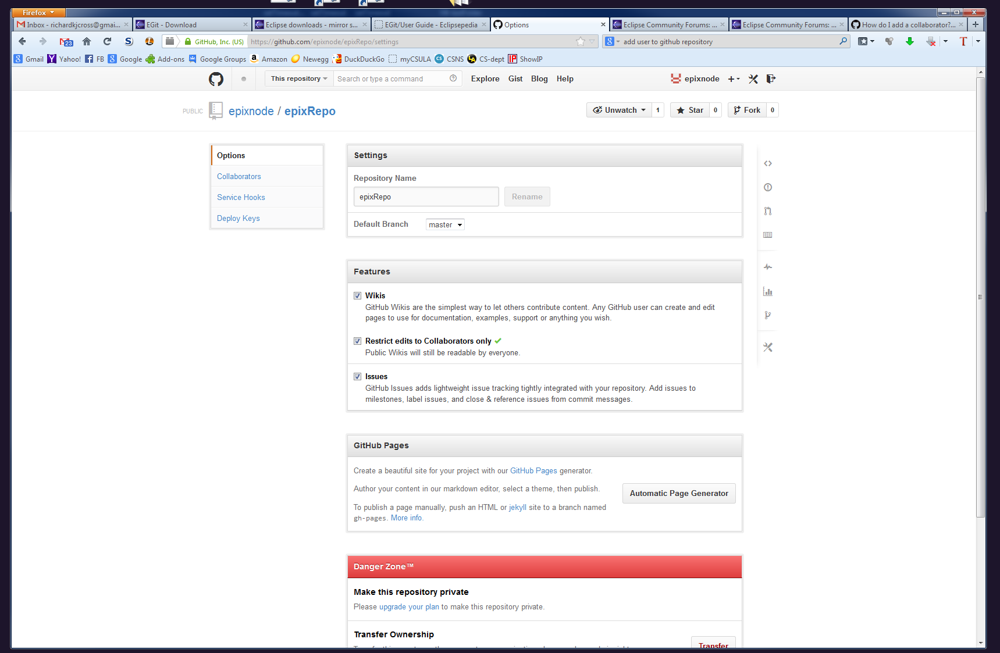 Firefox
Inbox - richardkjcross@gmai...
EGit - Download
Eclipse downloads - mirror s...
EGit/User Guide - Eclipsepedia
Options
Eclipse Community Forums: ...
Eclipse Community Forums: ...
How do I add a collaborator?...
23
GitHub, Inc. (US)
https://github.com/epixnode/epixRepo/settings
add user to github repository
Gmail
Yahoo!
FB
Google
Add-ons
Google Groups
Amazon
Newegg
DuckDuckGo
myCSULA
CSNS
CS-dept
ShowIP
This repository
Search or type a command
Explore
Gist
Blog
Help
epixnode
PUBLIC
epixnode / epixRepo
Unwatch
1
Star
0
Fork
0
Options
Collaborators
Service Hooks
Deploy Keys
Settings
Repository Name
epixRepo
Rename
Default Branch
master
Features
Wikis
GitHub Wikis are the simplest way to let others contribute content. Any GitHub user can create and edit
pages to use for documentation, examples, support or anything you wish.
Restrict edits to Collaborators only
Public Wikis will still be readable by everyone.
Issues
GitHub Issues adds lightweight issue tracking tightly integrated with your repository. Add issues to
milestones, label issues, and close & reference issues from commit messages.
GitHub Pages
Create a beautiful site for your project with our GitHub Pages generator.
Author your content in our markdown editor, select a theme, then publish.
To publish a page manually, push an HTML or jekyll site to a branch named
gh-pages. More info.
Automatic Page Generator
Danger Zone™
Make this repository private
Please upgrade your plan to make this repository private.
Transfer Ownership
Transfer